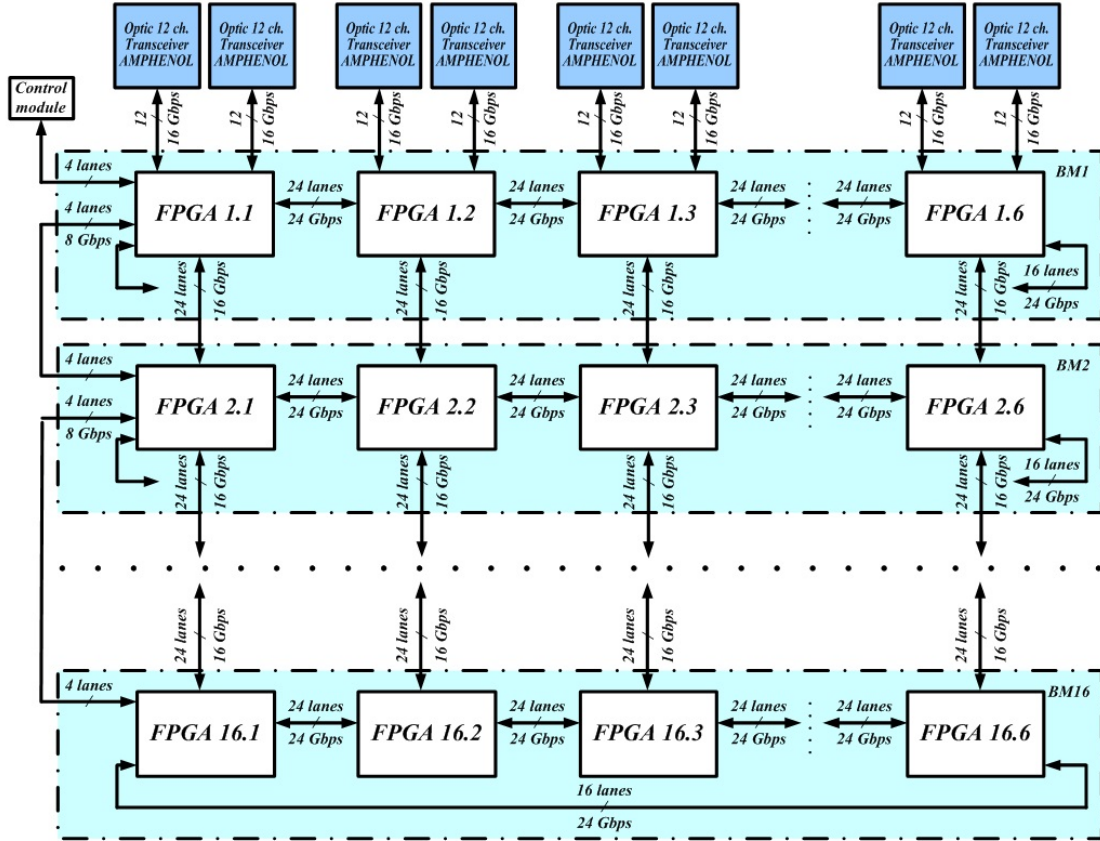 Optic 12 ch.
Transceiver
AMPHENOL
Optic 12 ch.
Transceiver
AMPHENOL
Optic 12 ch.
Transceiver
AMPHENOL
Optic 12 ch.
Transceiver
AMPHENOL
Optic 12 ch.
Transceiver
AMPHENOL
Optic 12 ch.
Transceiver
AMPHENOL
Optic 12 ch.
Transceiver
AMPHENOL
Optic 12 ch.
Transceiver
AMPHENOL
Control
module
12
16 Gbps
12
16 Gbps
12
16 Gbps
12
16 Gbps
12
16 Gbps
12
16 Gbps
12
16 Gbps
12
16 Gbps
BM1
4 lanes
4 lanes
8 Gbps
FPGA 1.1
24 lanes
24 Gbps
FPGA 1.2
24 lanes
24 Gbps
FPGA 1.3
24 lanes
24 Gbps
24 lanes
24 Gbps
FPGA 1.6
16 lanes
24 Gbps
24 lanes
16 Gbps
24 lanes
16 Gbps
24 lanes
16 Gbps
24 lanes
16 Gbps
BM2
4 lanes
4 lanes
8 Gbps
FPGA 2.1
24 lanes
24 Gbps
FPGA 2.2
24 lanes
24 Gbps
FPGA 2.3
24 lanes
24 Gbps
24 lanes
24 Gbps
FPGA 2.6
16 lanes
24 Gbps
24 lanes
16 Gbps
24 lanes
16 Gbps
24 lanes
16 Gbps
24 lanes
16 Gbps
24 lanes
16 Gbps
24 lanes
16 Gbps
24 lanes
16 Gbps
24 lanes
16 Gbps
BM16
4 lanes
FPGA 16.1
24 lanes
24 Gbps
FPGA 16.2
24 lanes
24 Gbps
FPGA 16.3
24 lanes
24 Gbps
24 lanes
24 Gbps
FPGA 16.6
16 lanes
24 Gbps